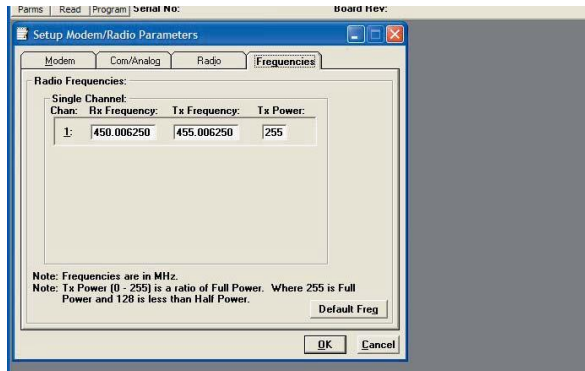 Parms Read Program Serial No: Board Rev:
Setup Modem/Radio Parameters
Modem Com/Analog Radio Frequencies
Radio Frequencies:
Single Channel:
Chan: Rx Frequency: Tx Frequency: Tx Power:
1: 450.006250 455.006250 255
Note: Frequencies are in MHz.
Note: Tx Power (0 - 255) is a ratio of Full Power. Where 255 is Full
Power and 128 is less than Half Power.
Default Freq
OK Cancel